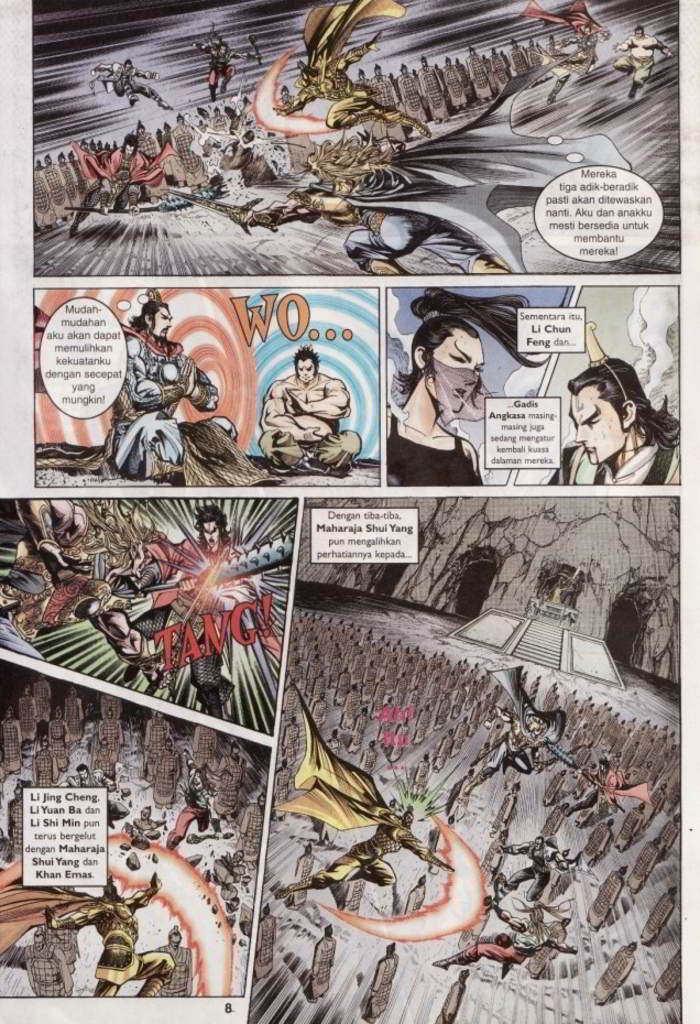 Mereka
tiga adik-beradik
pasti akan ditewaskan
nanti. Aku dan anakku
mesti bersedia untuk
membantu
mereka!
Mudah-
mudahan
aku akan dapat
memulihkan
kekuatanku
dengan secepat
yang
mungkin!
WO...
Sementara itu,
Li Chun
Feng dan...
...Gadis
Angkasa masing-
masing juga
sedang mengatur
kembali kuasa
dalaman mereka.
TANG!
Dengan tiba-tiba,
Maharaja Shui Yang
pun mengalihkan
perhatiannya kepada...
Li Jing Cheng,
Li Yuan Ba dan
Li Shi Min pun
terus bergelut
dengan Maharaja
Shui Yang dan
Khan Emas.
8